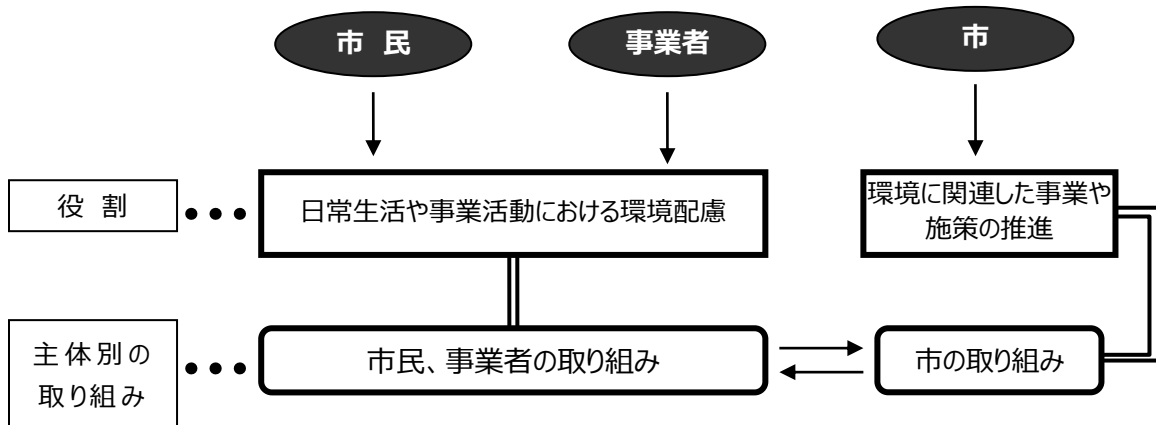 市 民
事業者
市
役 割
日常生活や事業活動における環境配慮
環境に関連した事業や
施策の推進
主体別の
取り組み
市民、事業者の取り組み
市の取り組み